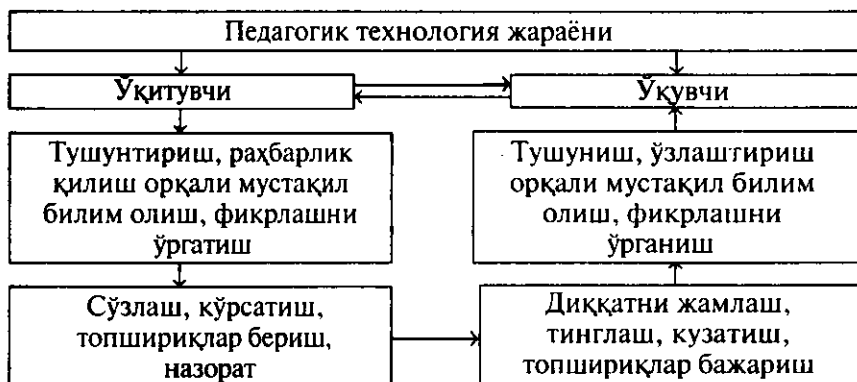 Педагогик технология жараёни
Ўқитувчи
Ўқувчи
Тушунтириш, раҳбарлик
қилиш орқали мустақил
билим олиш, фикрлашни
ўргатиш
Тушуниш, ўзлаштириш
орқали мустақил билим
олиш, фикрлашни
ўрганиш
Сўзлаш, кўрсатиш,
топшириқлар бериш,
назорат
Диққатни жамлаш,
тинглаш, кузатиш,
топшириқлар бажариш